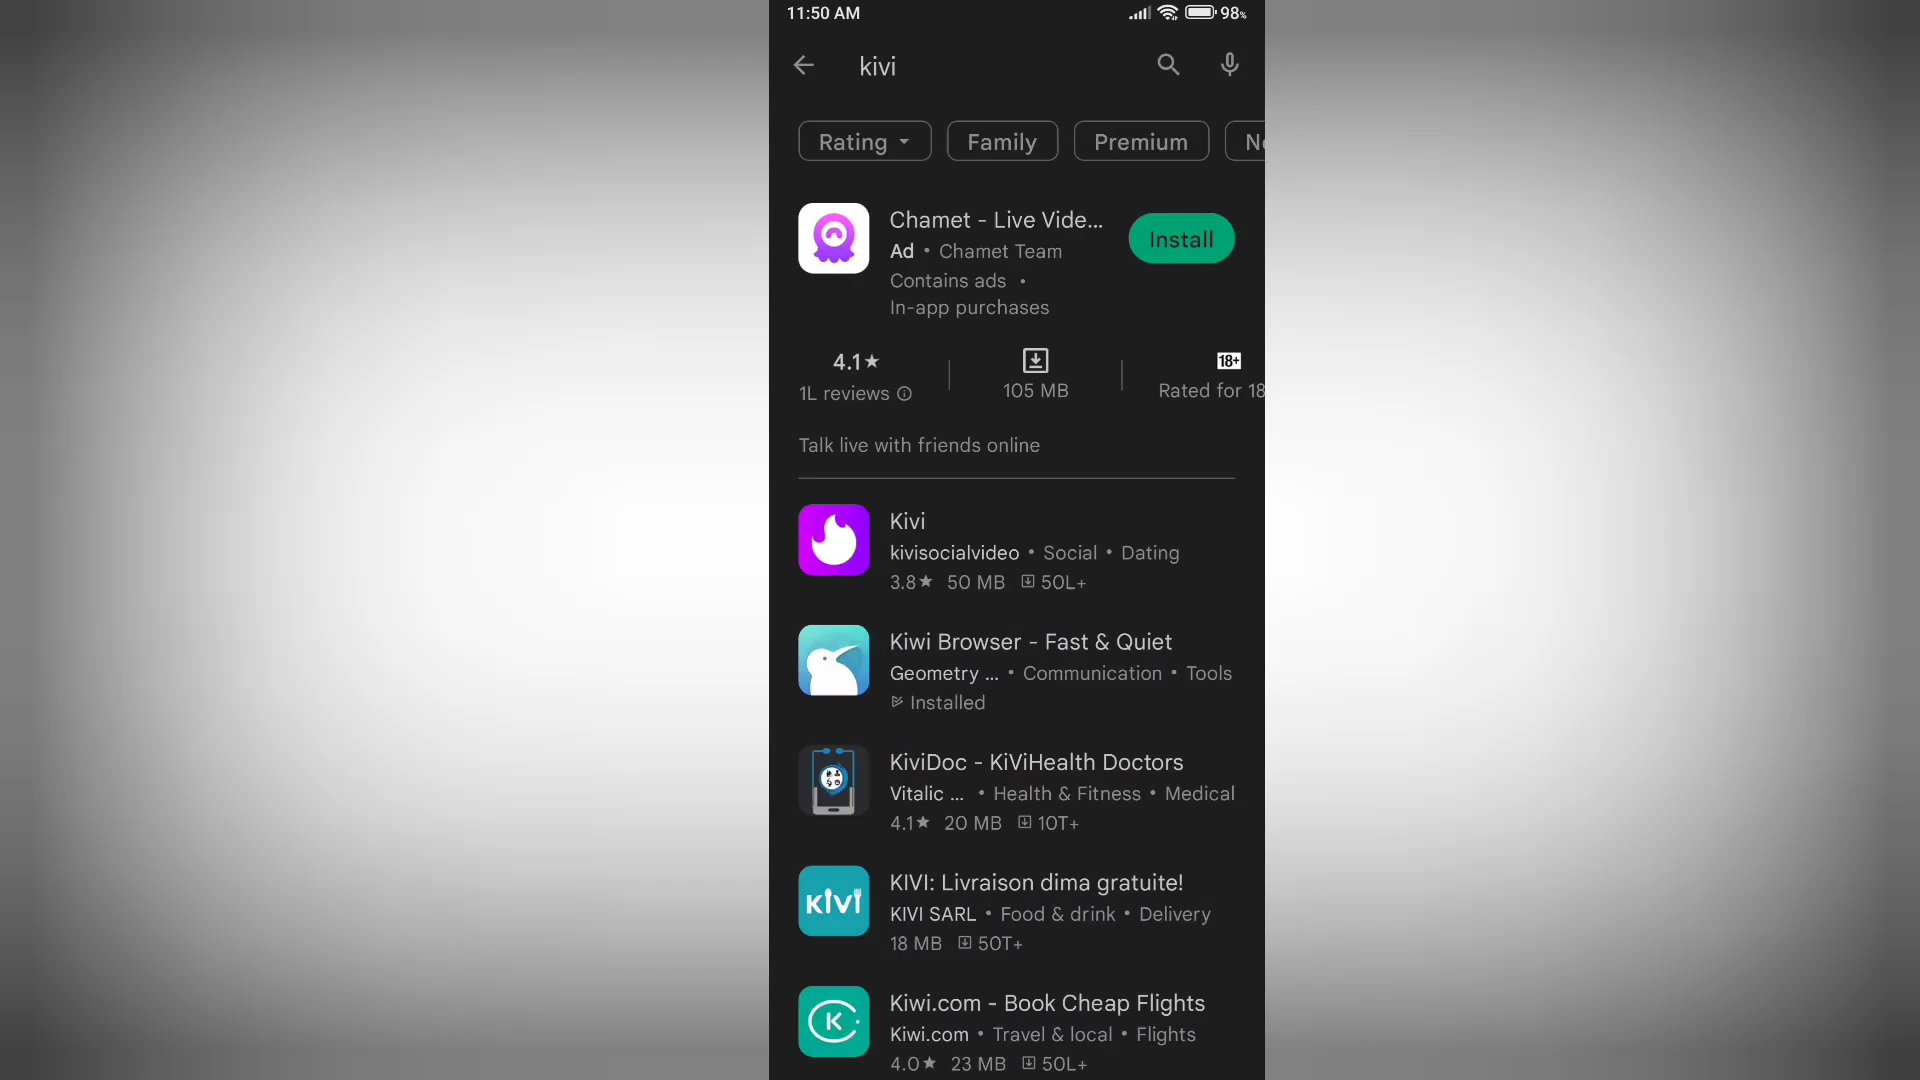 11:50 AM
98%
kivi
Rating
Family
Premium
Chamet - Live Vide...
Ad • Chamet Team
Contains ads •
In-app purchases
Install
4.1★
1L reviews
105 MB
18+
Rated for 18
Talk live with friends online
Kivi
kivisocialvideo • Social • Dating
3.8★ 50 MB 50L+
Kiwi Browser - Fast & Quiet
Geometry ... • Communication • Tools
Installed
KiviDoc - KiViHealth Doctors
Vitalic ... • Health & Fitness • Medical
4.1★ 20 MB 10T+
KIVI
KIVI: Livraison dima gratuite!
KIVI SARL • Food & drink • Delivery
18 MB 50T+
K
Kiwi.com - Book Cheap Flights
Kiwi.com • Travel & local • Flights
4.0★ 23 MB 50L+